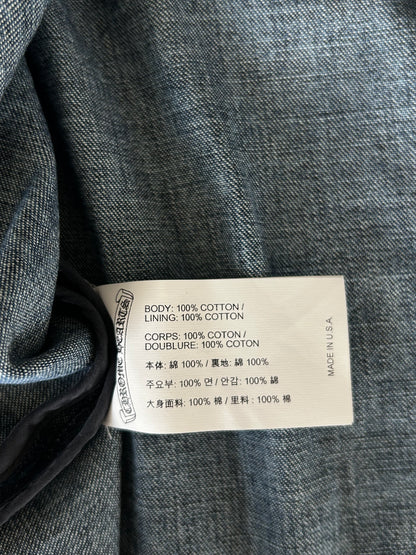 CHROME HEARTS
BODY: 100% COTTON /
LINING: 100% COTTON
CORPS: 100% COTON /
DOUBLURE: 100% COTON
本体: 綿 100% / 裏地: 綿 100%
주요부: 100% 면 / 안감: 100% 綿
大身面料: 100% 棉 / 里料: 100% 棉
MADE IN U.S.A.